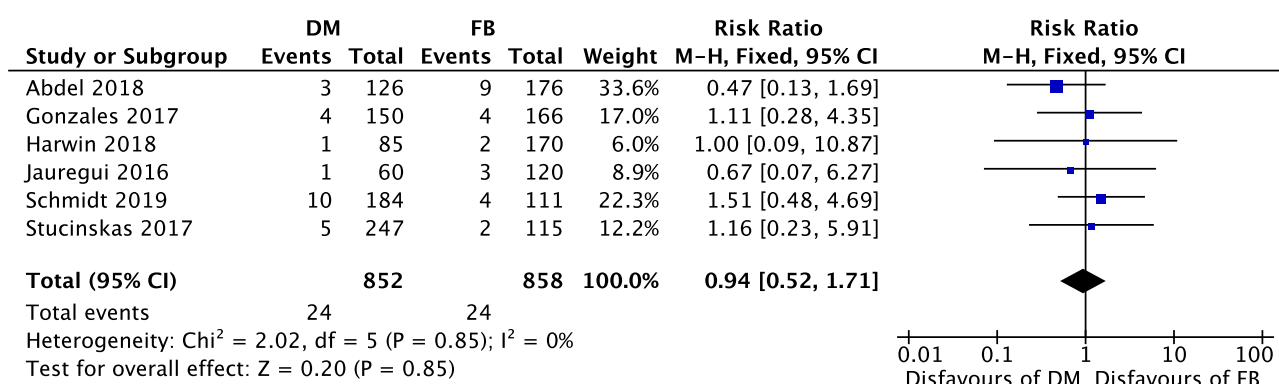 DM FB Risk Ratio Risk Ratio
Study or Subgroup Events Total Events Total Weight M-H, Fixed, 95% CI M-H, Fixed, 95% CI
Abdel 2018 3 126 9 176 33.6% 0.47 [0.13, 1.69]
Gonzales 2017 4 150 4 166 17.0% 1.11 [0.28, 4.35]
Harwin 2018 1 85 2 170 6.0% 1.00 [0.09, 10.87]
Jauregui 2016 1 60 3 120 8.9% 0.67 [0.07, 6.27]
Schmidt 2019 10 184 4 111 22.3% 1.51 [0.48, 4.69]
Stucinskas 2017 5 247 2 115 12.2% 1.16 [0.23, 5.91]
Total (95% CI) 852 858 100.0% 0.94 [0.52, 1.71]
Total events 24 24
Heterogeneity: Chi² = 2.02, df = 5 (P = 0.85); I² = 0%
Test for overall effect: Z = 0.20 (P = 0.85)
0.01 0.1 1 10 100
Disfavours of DM Disfavours of FB